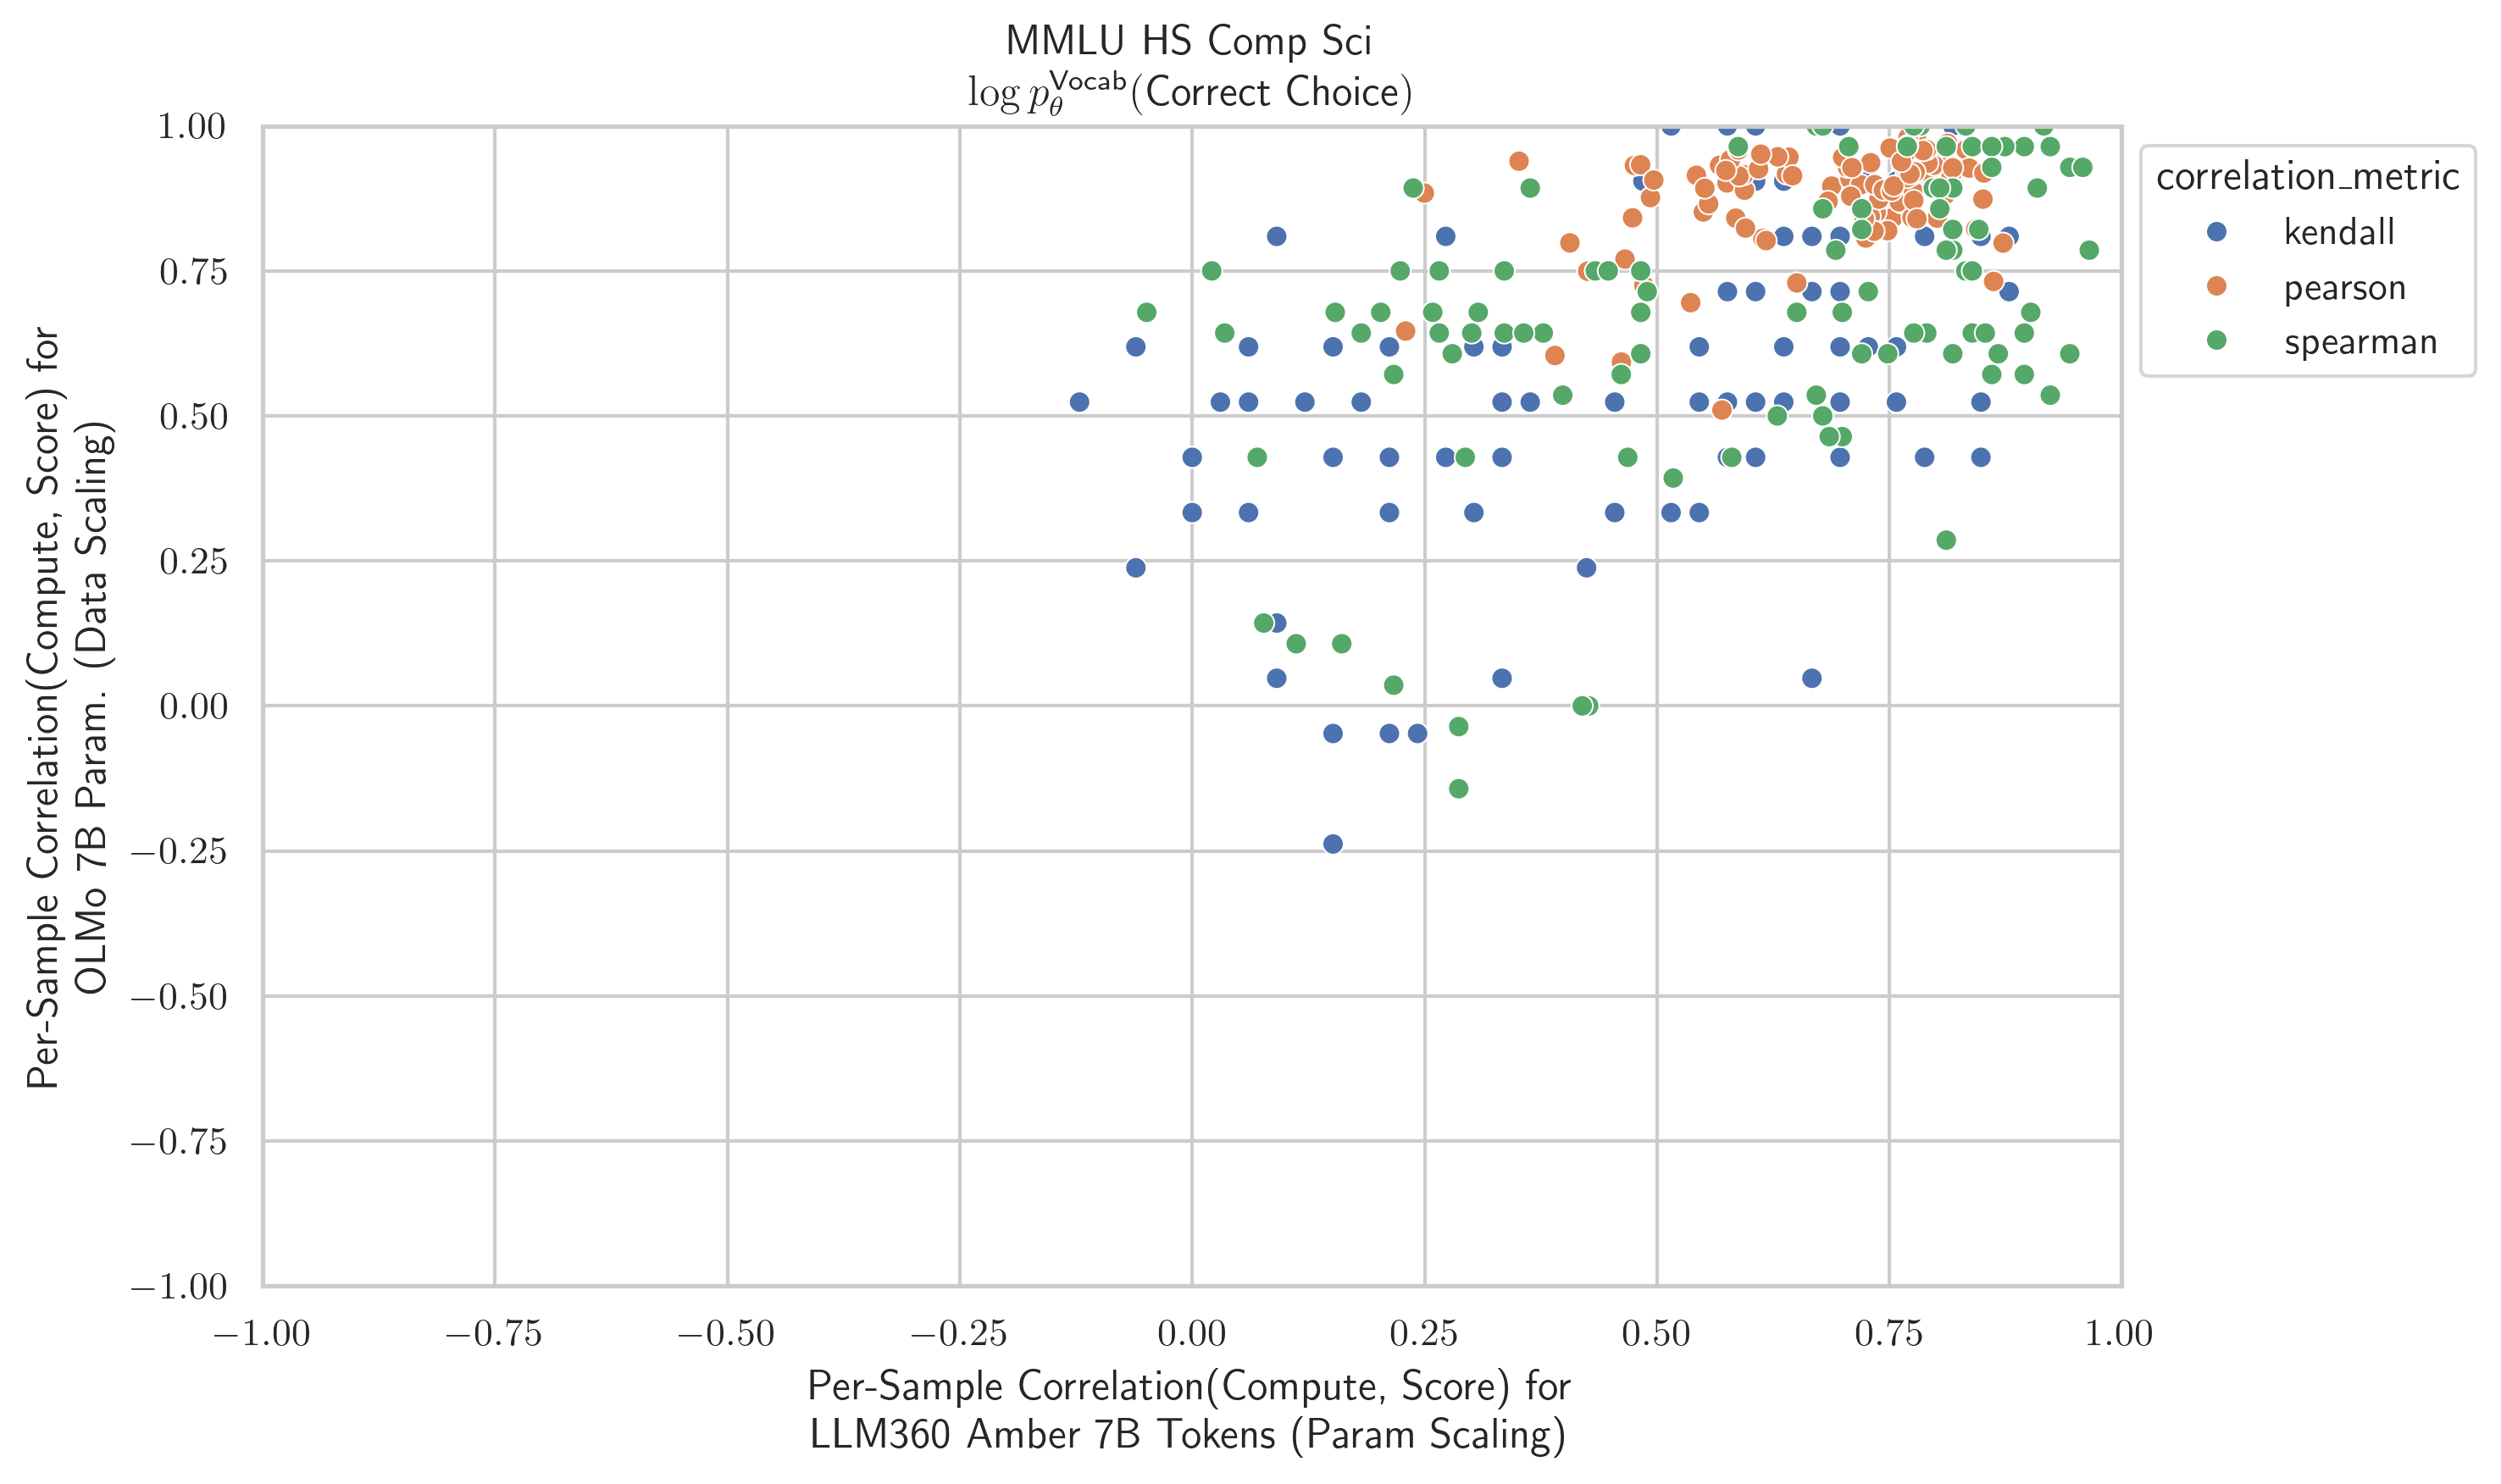 MMLU HS Comp Sci
log p_θ^Vocab(Correct Choice)
Per-Sample Correlation(Compute, Score) for
OLMo 7B Param. (Data Scaling)
1.00
0.75
0.50
0.25
0.00
−0.25
−0.50
−0.75
−1.00
−1.00 −0.75 −0.50 −0.25 0.00 0.25 0.50 0.75 1.00
Per-Sample Correlation(Compute, Score) for
LLM360 Amber 7B Tokens (Param Scaling)
correlation_metric
kendall
pearson
spearman